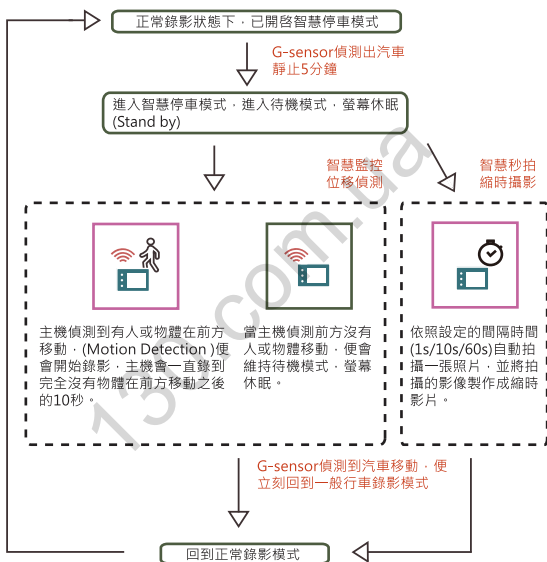 正常錄影狀態下，已開啓智慧停車模式
G-sensor偵測出汽車
靜止5分鐘
進入智慧停車模式，進入待機模式，螢幕休眠
(Stand by)
智慧監控
位移偵測
智慧秒拍
縮時攝影
主機偵測到有人或物體在前方
移動，(Motion Detection )便
會開始錄影，主機會一直錄到
完全沒有物體在前方移動之後
的10秒。
當主機偵測前方沒有
人或物體移動，便會
維持待機模式，螢幕
休眠。
依照設定的間隔時間
(1s/10s/60s)自動拍
攝一張照片，並將拍
攝的影像製作成縮時
影片。
G-sensor偵測到汽車移動，便
立刻回到一般行車錄影模式
回到正常錄影模式
130.com.ua